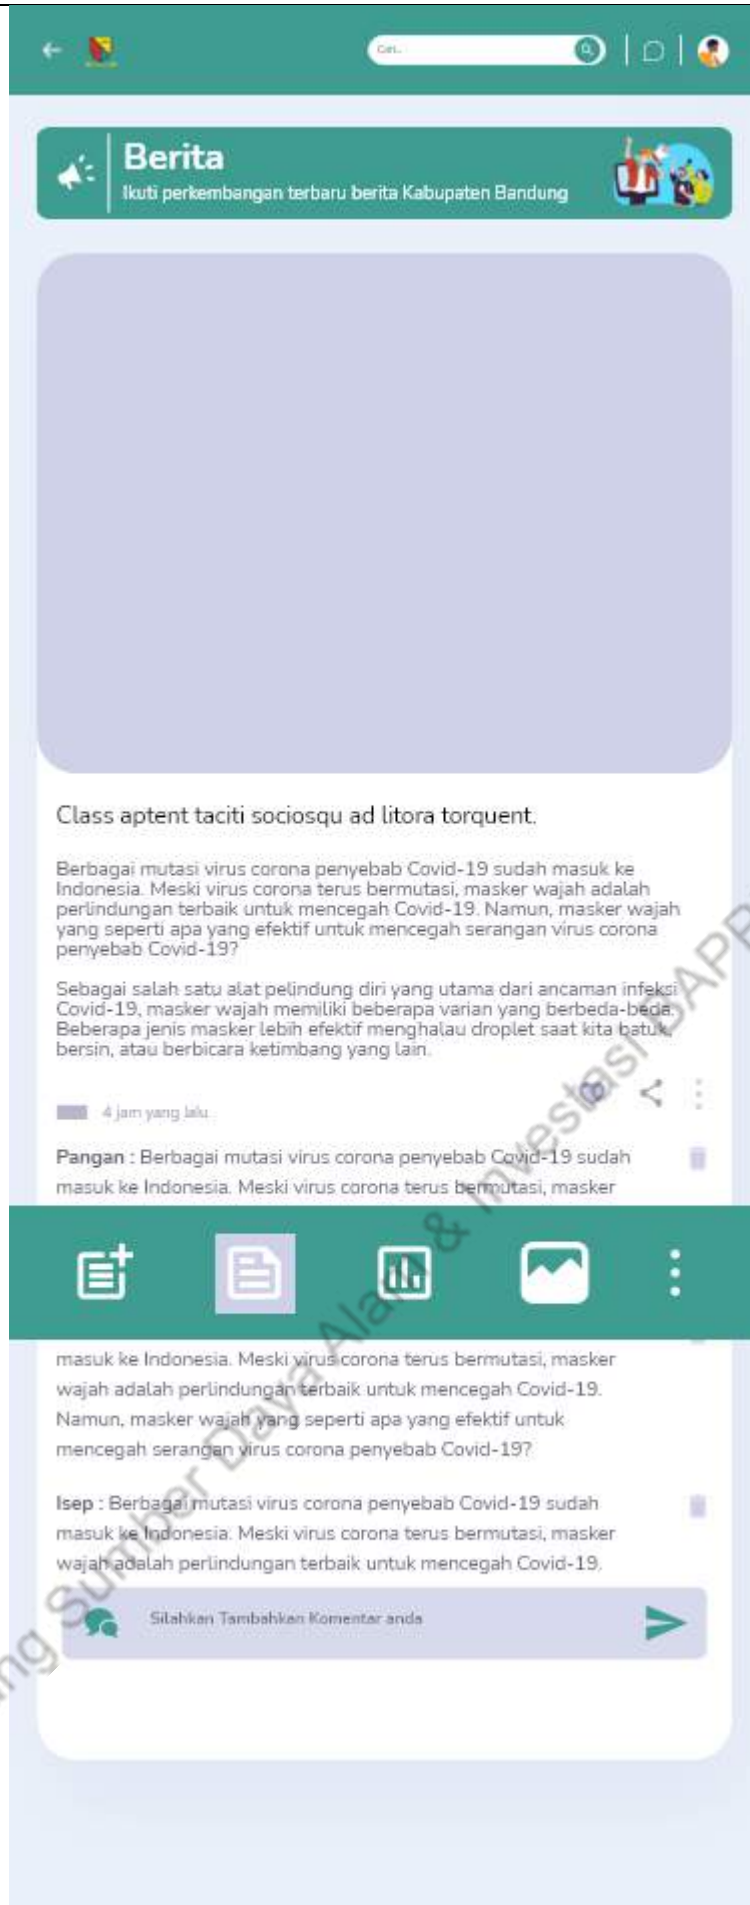 Cari..
Berita
Ikuti perkembangan terbaru berita Kabupaten Bandung
Class aptent taciti sociosqu ad litora torquent.
Berbagai mutasi virus corona penyebab Covid-19 sudah masuk ke
Indonesia. Meski virus corona terus bermutasi, masker wajah adalah
perlindungan terbaik untuk mencegah Covid-19. Namun, masker wajah
yang seperti apa yang efektif untuk mencegah serangan virus corona
penyebab Covid-19?
Sebagai salah satu alat pelindung diri yang utama dari ancaman infeksi
Covid-19, masker wajah memiliki beberapa varian yang berbeda-beda.
Beberapa jenis masker lebih efektif menghalau droplet saat kita batuk,
bersin, atau berbicara ketimbang yang lain.
4 jam yang lalu
Pangan : Berbagai mutasi virus corona penyebab Covid-19 sudah
masuk ke Indonesia. Meski virus corona terus bermutasi, masker
masuk ke Indonesia. Meski virus corona terus bermutasi, masker
wajah adalah perlindungan terbaik untuk mencegah Covid-19.
Namun, masker wajah yang seperti apa yang efektif untuk
mencegah serangan virus corona penyebab Covid-19?
Isep : Berbagai mutasi virus corona penyebab Covid-19 sudah
masuk ke Indonesia. Meski virus corona terus bermutasi, masker
wajah adalah perlindungan terbaik untuk mencegah Covid-19.
Silahkan Tambahkan Komentar anda
Sumber Daya Alam & Investasi